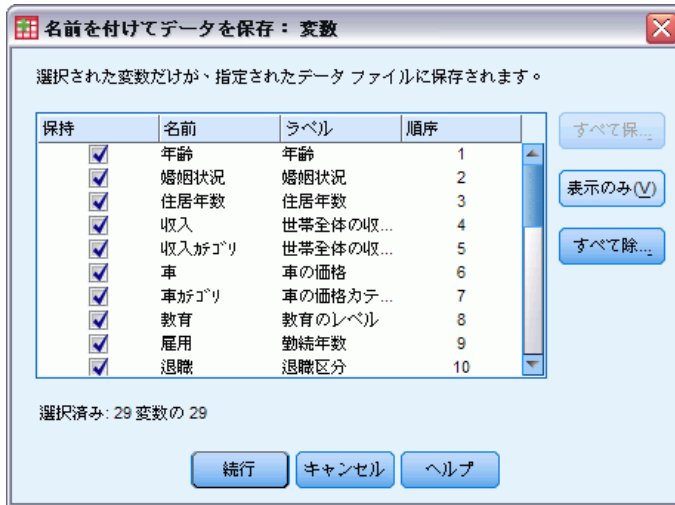 名前を付けてデータを保存： 変数
選択された変数だけが、指定されたデータ ファイルに保存されます。
保持 名前 ラベル 順序
年齢 年齢 1
婚姻状況 婚姻状況 2
住居年数 住居年数 3
収入 世帯全体の収... 4
収入ｶﾃｺﾞﾘ 世帯全体の収... 5
車 車の価格 6
車ｶﾃｺﾞﾘ 車の価格カテ... 7
教育 教育のレベル 8
雇用 勤続年数 9
退職 退職区分 10
すべて保...
表示のみ(V)
すべて除...
選択済み: 29 変数の 29
続行 キャンセル ヘルプ